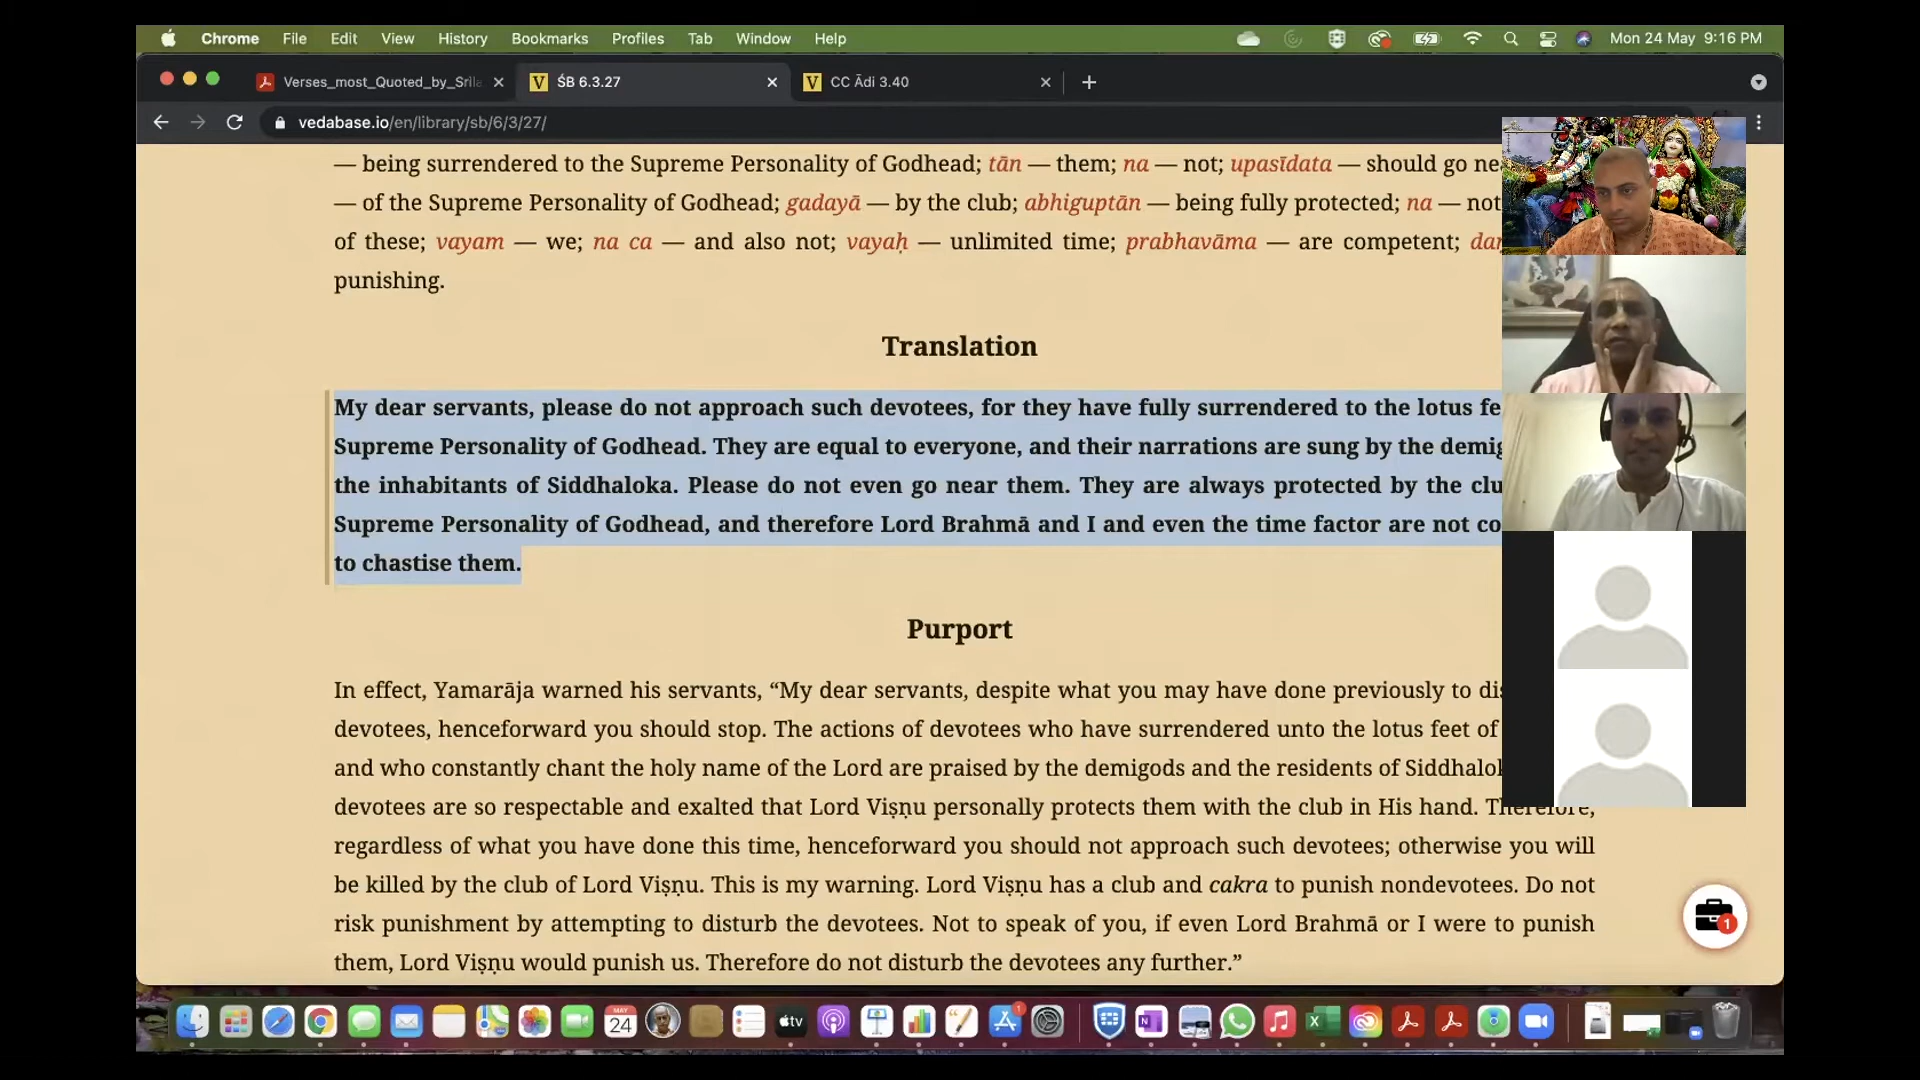 Chrome File Edit View History Bookmarks Profiles Tab Window Help Mon 24 May 9:16 PM
Verses_most_Quoted_by_Srila ŚB 6.3.27 CC Ādi 3.40
vedabase.io/en/library/sb/6/3/27/
— being surrendered to the Supreme Personality of Godhead; tān — them; na — not; upasīdata — should go
— of the Supreme Personality of Godhead; gadayā — by the club; abhiguptān — being fully protected; na — not
of these; vayam — we; na ca — and also not; vayaḥ — unlimited time; prabhavāma — are competent;
punishing.
Translation
My dear servants, please do not approach such devotees, for they have fully surrendered to the lotus
Supreme Personality of Godhead. They are equal to everyone, and their narrations are sung by the
the inhabitants of Siddhaloka. Please do not even go near them. They are always protected by the
Supreme Personality of Godhead, and therefore Lord Brahmā and I and even the time factor are not
to chastise them.
Purport
In effect, Yamarāja warned his servants, “My dear servants, despite what you may have done previously to
devotees, henceforward you should stop. The actions of devotees who have surrendered unto the lotus feet of
and who constantly chant the holy name of the Lord are praised by the demigods and the residents of
devotees are so respectable and exalted that Lord Viṣṇu personally protects them with the club in His hand. Therefore,
regardless of what you have done this time, henceforward you should not approach such devotees; otherwise you will
be killed by the club of Lord Viṣṇu. This is my warning. Lord Viṣṇu has a club and cakra to punish nondevotees. Do not
risk punishment by attempting to disturb the devotees. Not to speak of you, if even Lord Brahmā or I were to punish
them, Lord Viṣṇu would punish us. Therefore do not disturb the devotees any further.”
1
MAY
24
tv
1